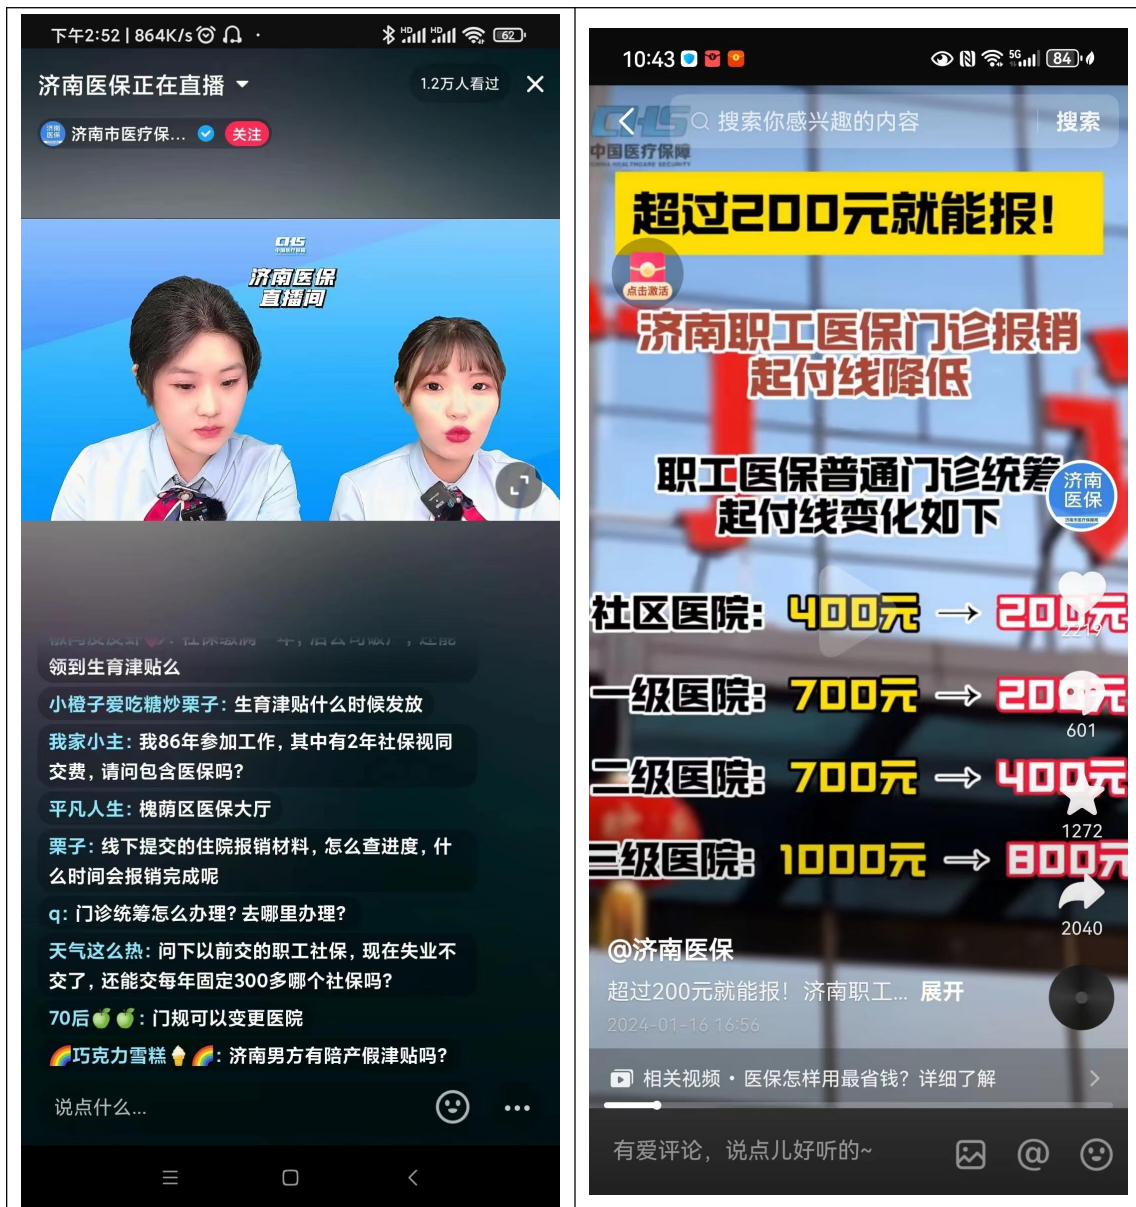 下午2:52 | 864K/s
HD HD 62
济南医保正在直播
1.2万人看过
济南医保
济南市医疗保...
关注
CHS
中国医疗保障
济南医保
直播间
领到生育津贴么
小橙子爱吃糖炒栗子：生育津贴什么时候发放
我家小主：我86年参加工作，其中有2年社保视同
交费，请问包含医保吗？
平凡人生：槐荫区医保大厅
栗子：线下提交的住院报销材料，怎么查进度，什
么时间会报销完成呢
q：门诊统筹怎么办理？去哪里办理？
天气这么热：问下以前交的职工社保，现在失业不
交了，还能交每年固定300多哪个社保吗？
70后🍏🍏：门规可以变更医院
🌈巧克力雪糕🍦🌈：济南男方有陪产假津贴吗？
说点什么...
10:43
5G 84
CHS
中国医疗保障
CHINA HEALTHCARE SECURITY
搜索你感兴趣的内容
搜索
超过200元就能报！
点击激活
济南职工医保门诊报销
起付线降低
职工医保普通门诊统筹
起付线变化如下
济南
医保
社区医院：400元→200元
2219
一级医院：700元→200元
601
二级医院：700元→400元
1272
三级医院：1000元→800元
2040
@济南医保
超过200元就能报！济南职工... 展开
2024-01-16 16:56
相关视频·医保怎样用最省钱？详细了解
有爱评论，说点儿好听的~